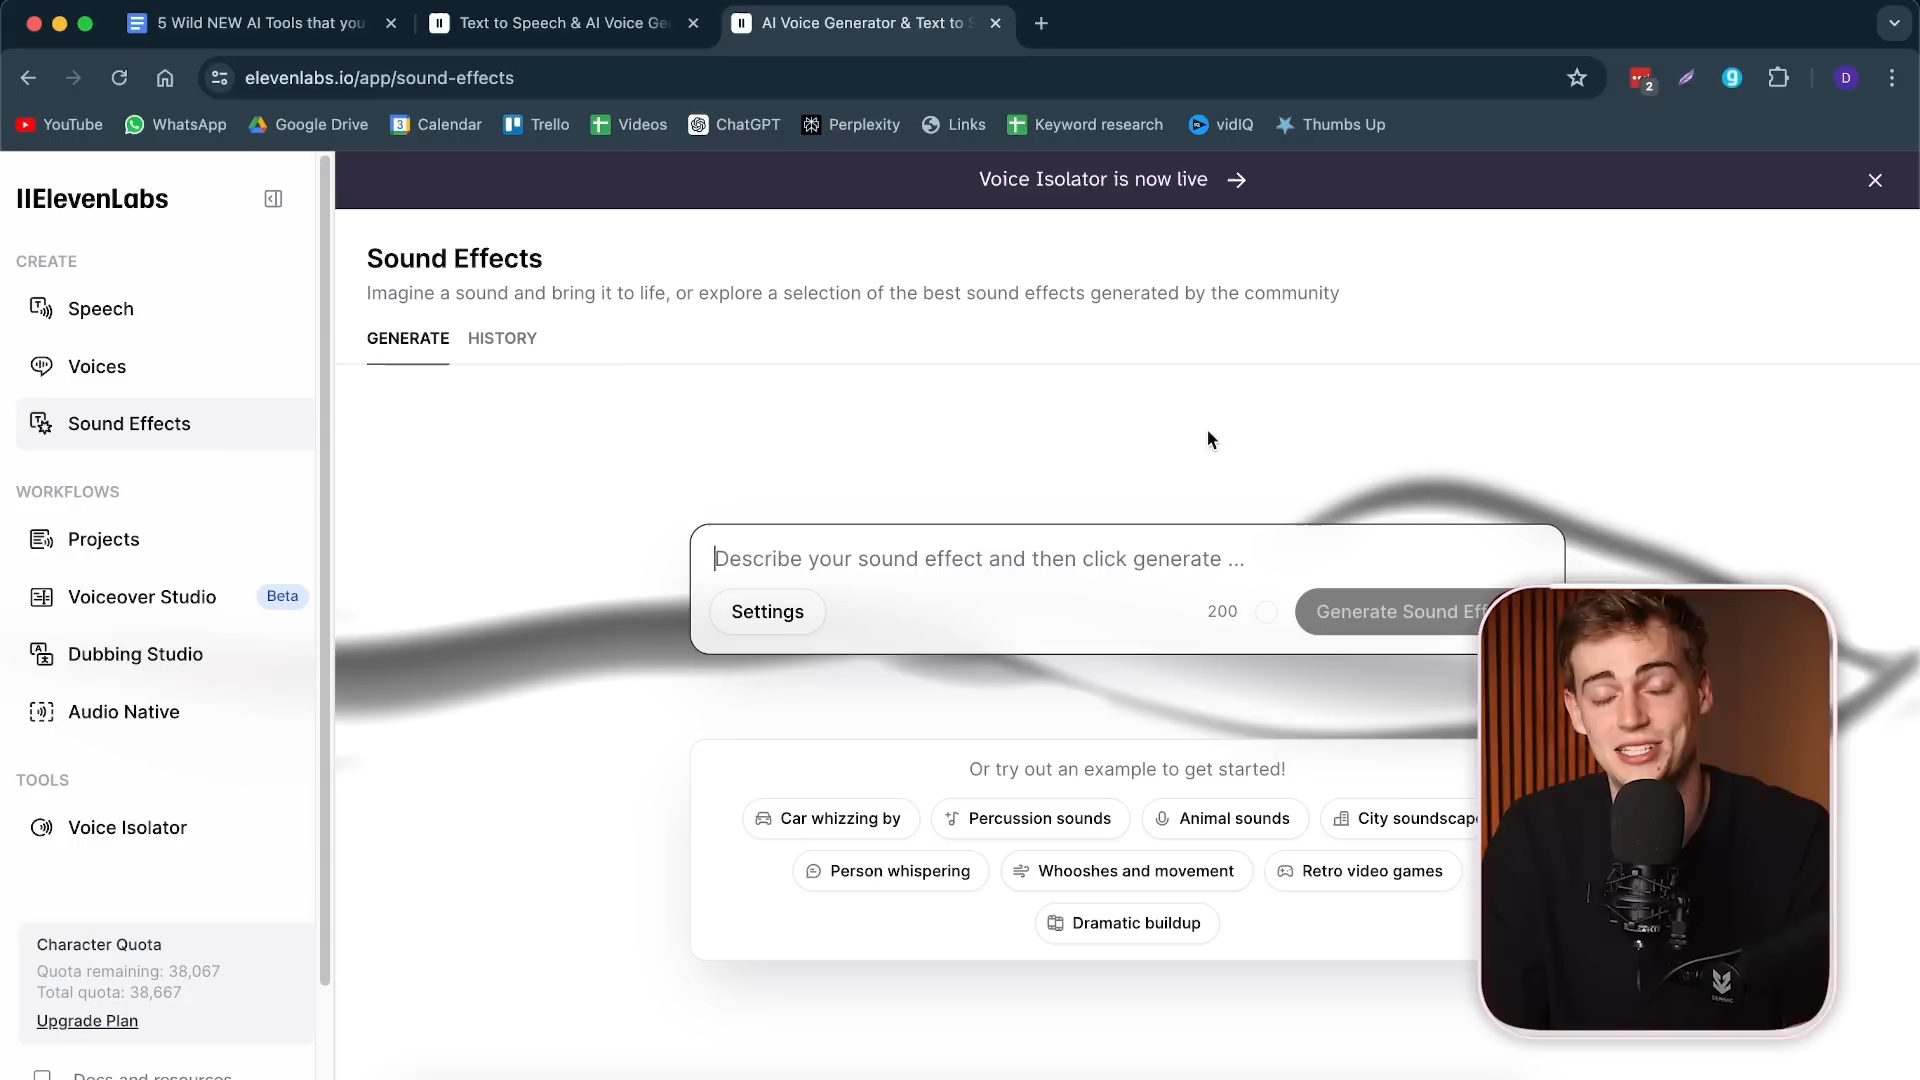 5 Wild NEW AI Tools that you
Text to Speech & AI Voice Ge
AI Voice Generator & Text to S
elevenlabs.io/app/sound-effects
2
g
D
YouTube
WhatsApp
Google Drive
3
Calendar
Trello
Videos
ChatGPT
Perplexity
Links
Keyword research
vidIQ
Thumbs Up
IIElevenLabs
Voice Isolator is now live
CREATE
Speech
Voices
Sound Effects
WORKFLOWS
Projects
Voiceover Studio
Beta
Dubbing Studio
Audio Native
TOOLS
Voice Isolator
Character Quota
Quota remaining: 38,067
Total quota: 38,667
Upgrade Plan
Docs and resources
Sound Effects
Imagine a sound and bring it to life, or explore a selection of the best sound effects generated by the community
GENERATE
HISTORY
Describe your sound effect and then click generate ...
Settings
200
Generate Sound Eff
Or try out an example to get started!
Car whizzing by
Percussion sounds
Animal sounds
City soundscap
Person whispering
Whooshes and movement
Retro video games
Dramatic buildup